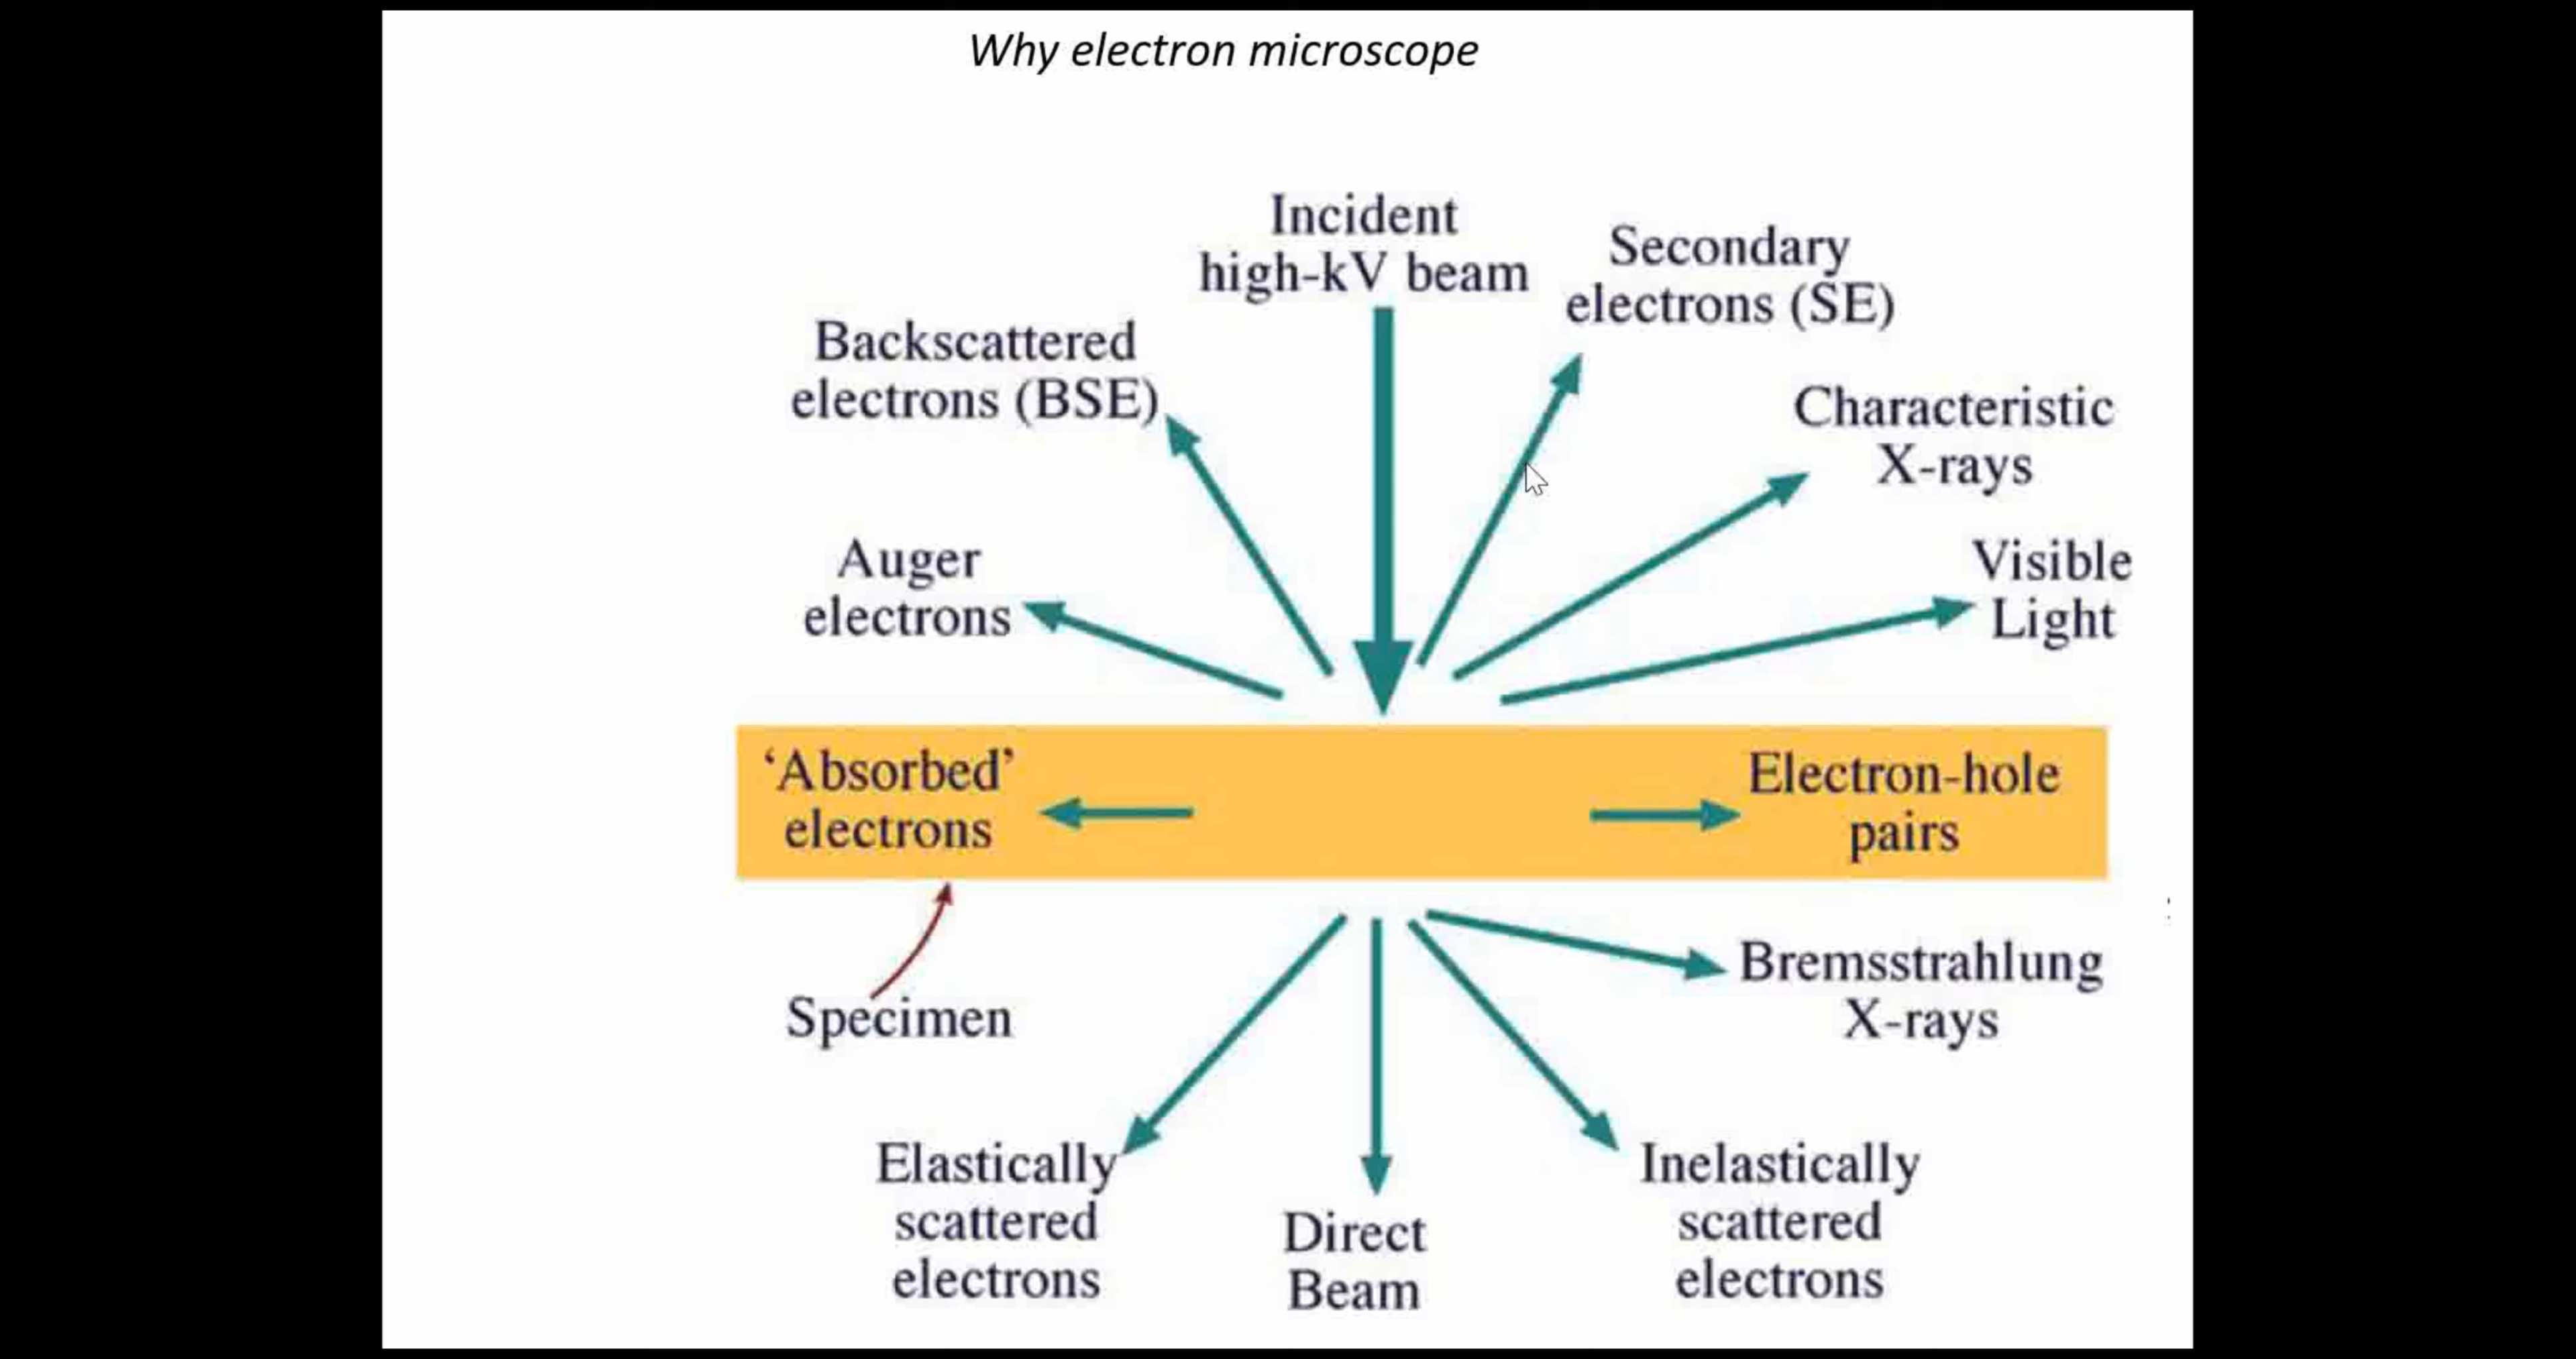 Why electron microscope
Incident
high-kV beam
Secondary
electrons (SE)
Backscattered
electrons (BSE)
Characteristic
X-rays
Auger
electrons
Visible
Light
‘Absorbed’
electrons
Electron-hole
pairs
Specimen
Bremsstrahlung
X-rays
Elastically
scattered
electrons
Direct
Beam
Inelastically
scattered
electrons